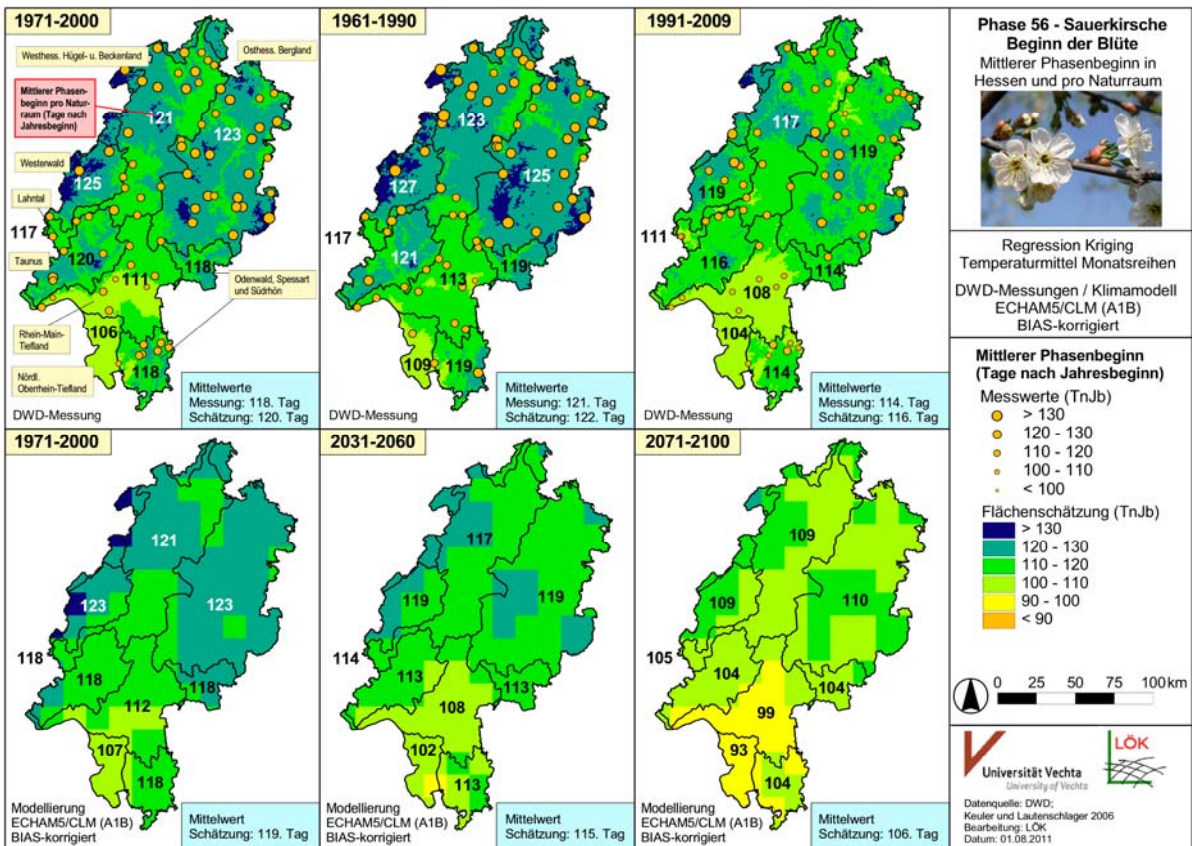 1971-2000
Westhess. Hügel- u. Beckenland
Osthess. Bergland
Mittlerer Phasen-
beginn pro Natur-
raum (Tage nach
Jahresbeginn)
121
123
Westerwald
125
Lahntal
117
Taunus
120
111
118
Odenwald, Spessart
und Südrhön
Rhein-Main-
Tiefland
106
Nördl.
Oberrhein-Tiefland
118
DWD-Messung
Mittelwerte
Messung: 118. Tag
Schätzung: 120. Tag
1961-1990
123
127
125
117
121
113
119
109
119
DWD-Messung
Mittelwerte
Messung: 121. Tag
Schätzung: 122. Tag
1991-2009
117
119
119
111
116
114
108
104
114
DWD-Messung
Mittelwerte
Messung: 114. Tag
Schätzung: 116. Tag
1971-2000
121
123
123
118
118
118
112
107
118
Modellierung
ECHAM5/CLM (A1B)
BIAS-korrigiert
Mittelwert
Schätzung: 119. Tag
2031-2060
117
119
119
114
113
113
108
102
113
Modellierung
ECHAM5/CLM (A1B)
BIAS-korrigiert
Mittelwert
Schätzung: 115. Tag
2071-2100
109
109
110
105
104
104
99
93
104
Modellierung
ECHAM5/CLM (A1B)
BIAS-korrigiert
Mittelwert
Schätzung: 106. Tag
Phase 56 - Sauerkirsche
Beginn der Blüte
Mittlerer Phasenbeginn in
Hessen und pro Naturraum
Regression Kriging
Temperaturmittel Monatsreihen
DWD-Messungen / Klimamodell
ECHAM5/CLM (A1B)
BIAS-korrigiert
Mittlerer Phasenbeginn
(Tage nach Jahresbeginn)
Messwerte (TnJb)
> 130
120 - 130
110 - 120
100 - 110
< 100
Flächenschätzung (TnJb)
> 130
120 - 130
110 - 120
100 - 110
90 - 100
< 90
0 25 50 75 100 km
Universität Vechta
University of Vechta
LÖK
Datenquelle: DWD;
Keuler und Lautenschlager 2006
Bearbeitung: LÖK
Datum: 01.08.2011